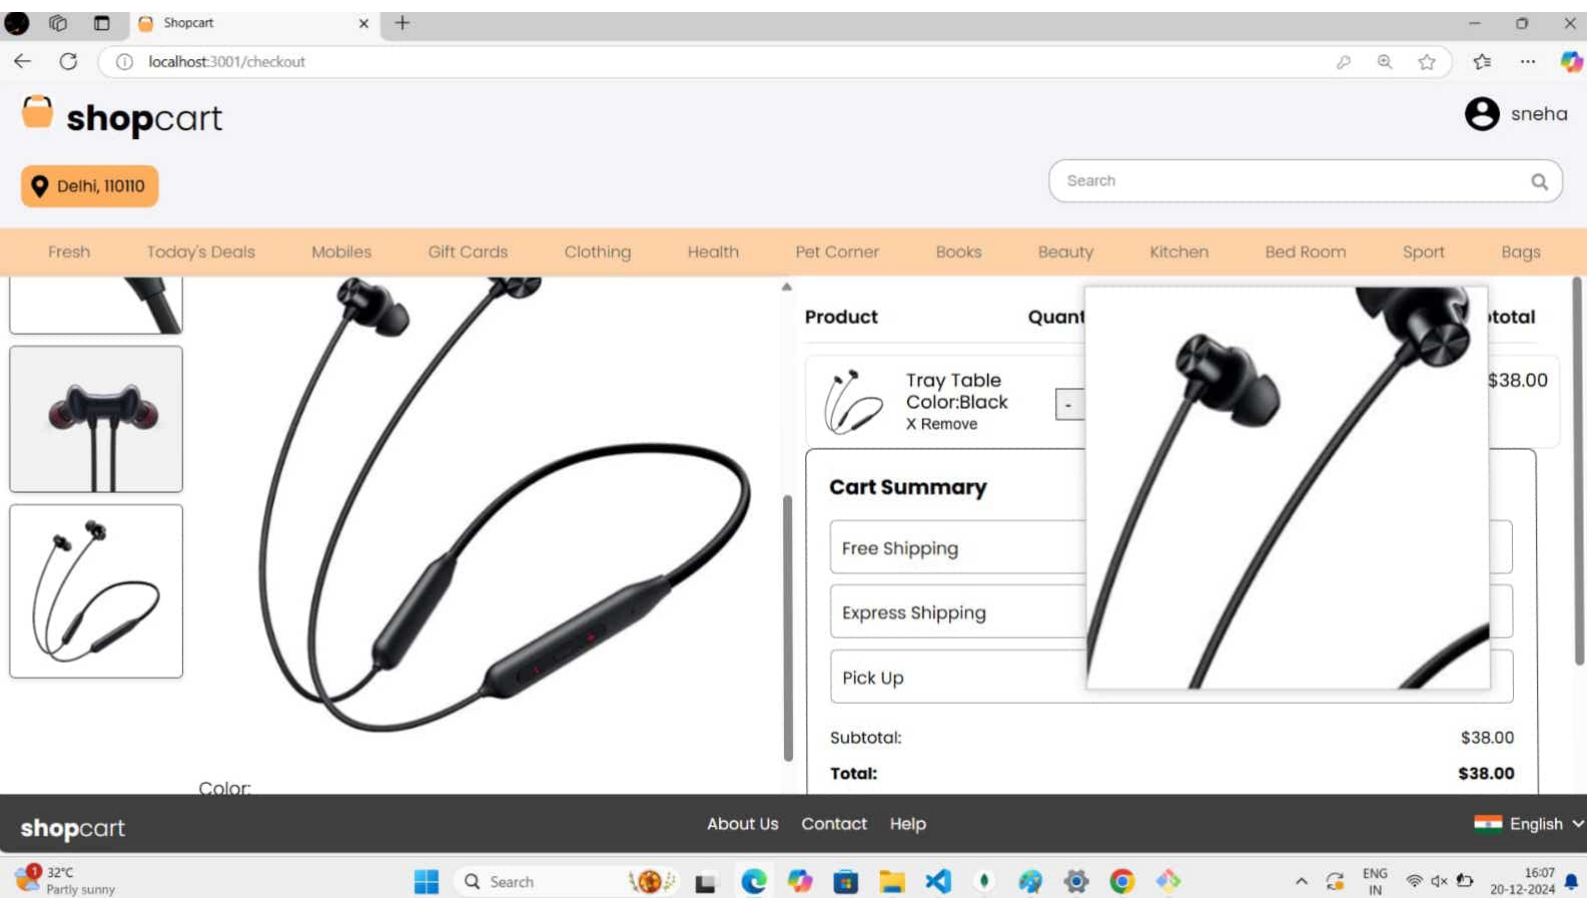 Shopcart
localhost:3001/checkout
shopcart
sneha
Delhi, 110110
Search
Fresh Today's Deals Mobiles Gift Cards Clothing Health Pet Corner Books Beauty Kitchen Bed Room Sport Bags
Product Quant total
Tray Table
Color:Black
X Remove
-
$38.00
Cart Summary
Free Shipping
Express Shipping
Pick Up
Subtotal: $38.00
Total: $38.00
Color:
shopcart
About Us Contact Help
English
1
32°C
Partly sunny
Search
ENG
IN
16:07
20-12-2024